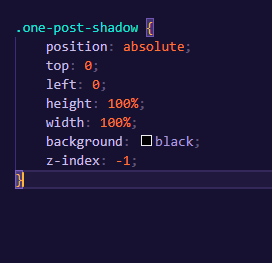 .one-post-shadow {
    position: absolute;
    top: 0;
    left: 0;
    height: 100%;
    width: 100%;
    background: black;
    z-index: -1;
}